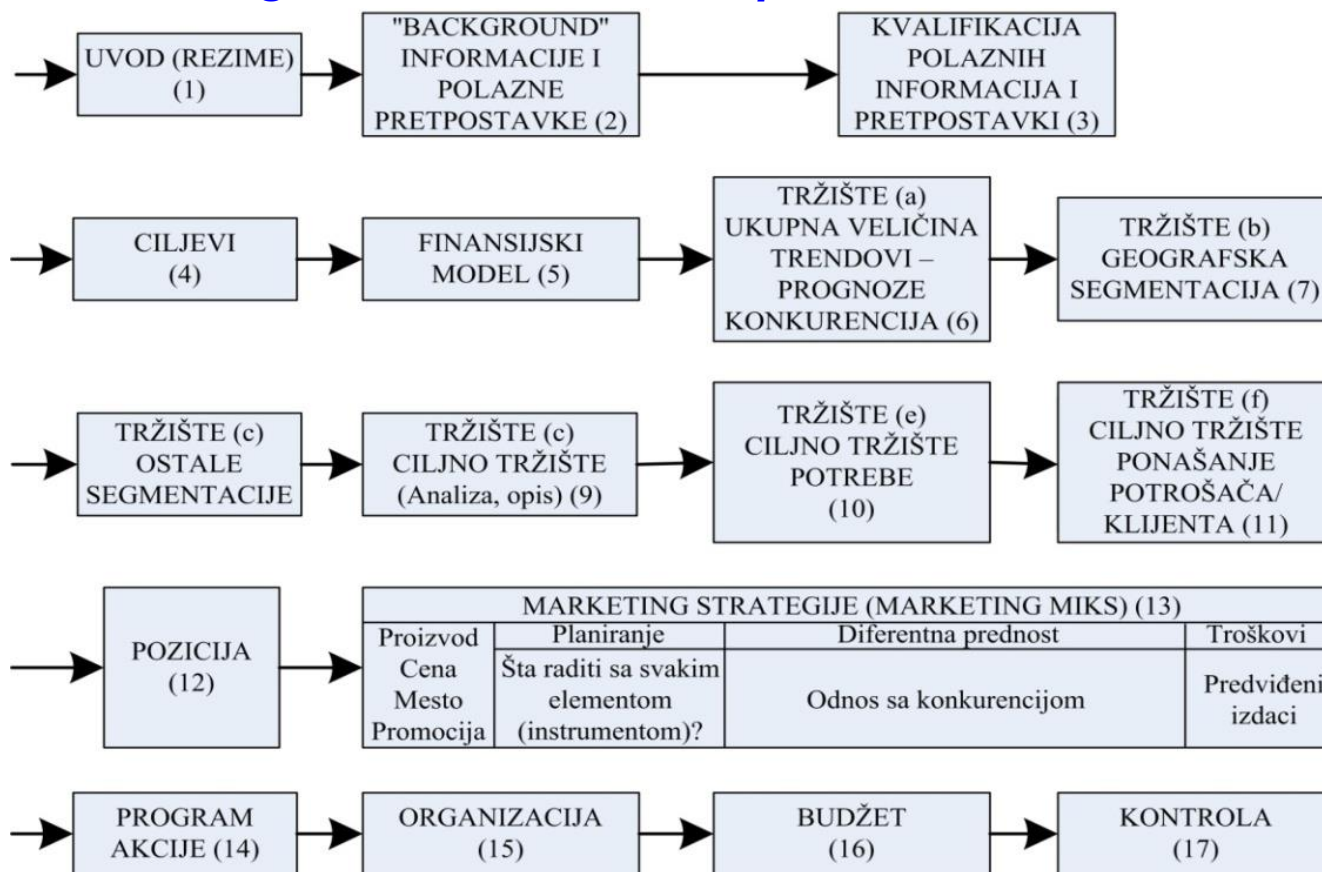 UVOD (REZIME)
(1)
"BACKGROUND"
INFORMACIJE I
POLAZNE
PRETPOSTAVKE (2)
KVALIFIKACIJA
POLAZNIH
INFORMACIJA I
PRETPOSTAVKI (3)
CILJEVI
(4)
FINANSIJSKI
MODEL (5)
TRŽIŠTE (a)
UKUPNA VELIČINA
TRENDOVI –
PROGNOZE
KONKURENCIJA (6)
TRŽIŠTE (b)
GEOGRAFSKA
SEGMENTACIJA (7)
TRŽIŠTE (c)
OSTALE
SEGMENTACIJE
TRŽIŠTE (c)
CILJNO TRŽIŠTE
(Analiza, opis) (9)
TRŽIŠTE (e)
CILJNO TRŽIŠTE
POTREBE
(10)
TRŽIŠTE (f)
CILJNO TRŽIŠTE
PONAŠANJE
POTROŠAČA/
KLIJENTA (11)
POZICIJA
(12)
MARKETING STRATEGIJE (MARKETING MIKS) (13)
Proizvod
Cena
Mesto
Promocija
Planiranje
Šta raditi sa svakim
elementom
(instrumentom)?
Diferentna prednost
Odnos sa konkurencijom
Troškovi
Predviđeni
izdaci
PROGRAM
AKCIJE (14)
ORGANIZACIJA
(15)
BUDŽET
(16)
KONTROLA
(17)